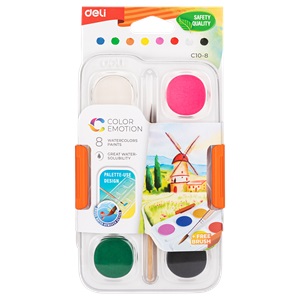 deli
SAFETY
QUALITY
C10-8
COLOR
EMOTION
8
WATERCOLORS
PAINTS
GREAT WATER-
SOLUBILITY
PALETTE-USE
DESIGN
+FREE
BRUSH